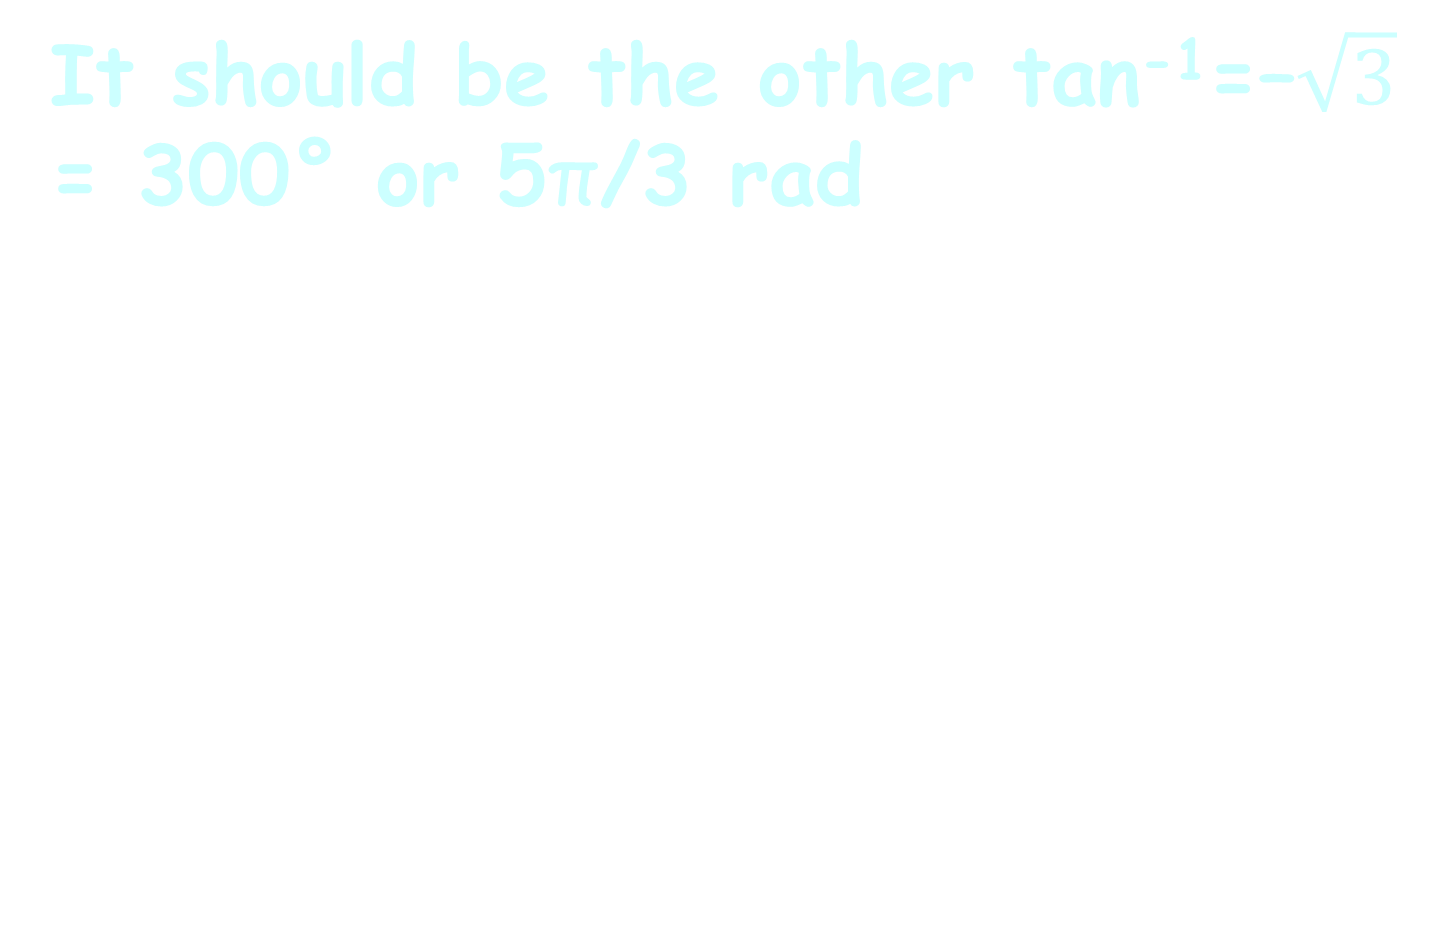 It should be the other tan⁻¹=-√3
= 300° or 5π/3 rad